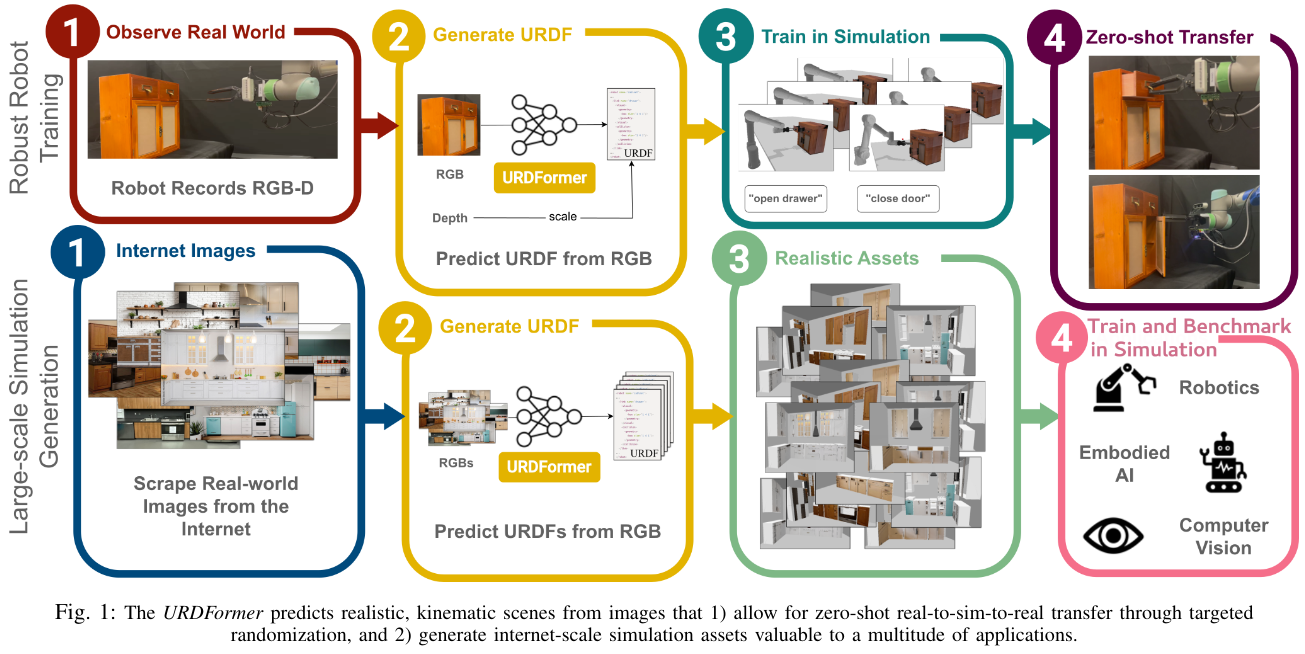 Robust Robot
Training
1
Observe Real World
Robot Records RGB-D
2
Generate URDF
RGB
URDFormer
URDF
Depth
scale
Predict URDF from RGB
3
Train in Simulation
"open drawer"
"close door"
4
Zero-shot Transfer
Large-scale Simulation
Generation
1
Internet Images
Scrape Real-world
Images from the
Internet
2
Generate URDF
RGBs
URDFormer
URDF
Predict URDFs from RGB
3
Realistic Assets
4
Train and Benchmark
in Simulation
Robotics
Embodied
AI
Computer
Vision
Fig. 1: The URDFormer predicts realistic, kinematic scenes from images that 1) allow for zero-shot real-to-sim-to-real transfer through targeted
randomization, and 2) generate internet-scale simulation assets valuable to a multitude of applications.